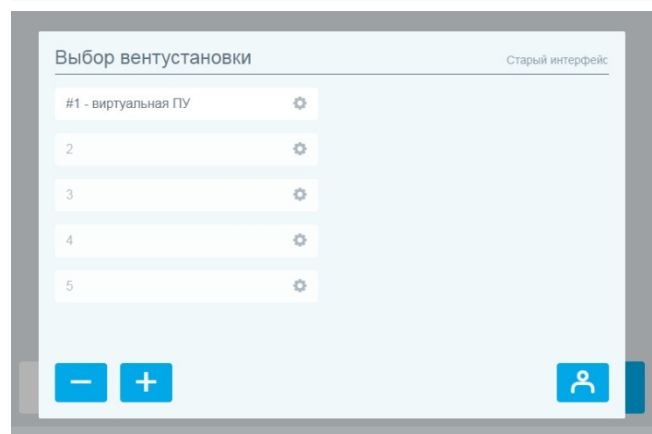 Выбор вентустановки
Старый интерфейс
#1 - виртуальная ПУ
2
3
4
5